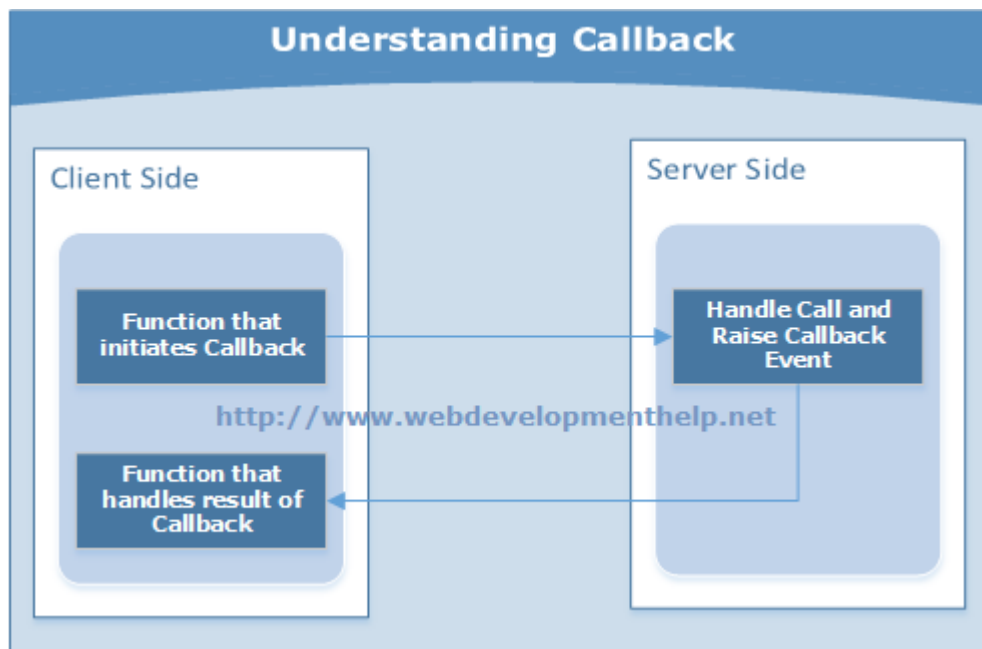 Understanding Callback
Client Side
Function that
initiates Callback
Function that
handles result of
Callback
Server Side
Handle Call and
Raise Callback
Event
http://www.webdevelopmenthelp.net